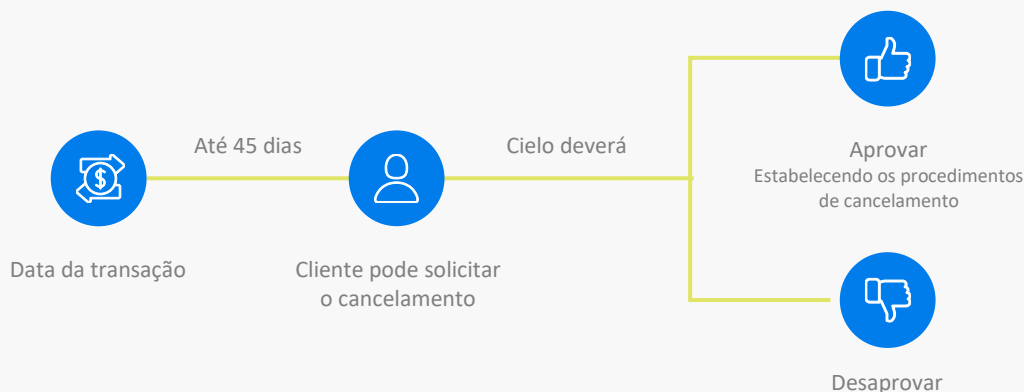 Até 45 dias
Cielo deverá
Aprovar
Estabelecendo os procedimentos
de cancelamento
Data da transação
Cliente pode solicitar
o cancelamento
Desaprovar